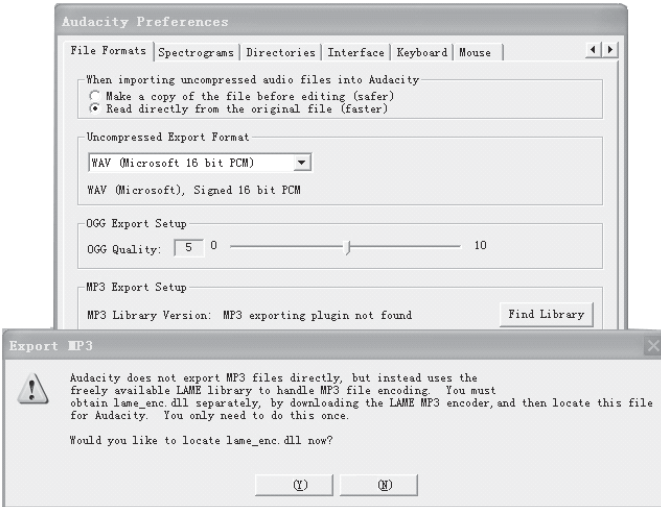 Audacity Preferences
File Formats Spectrograms Directories Interface Keyboard Mouse
When importing uncompressed audio files into Audacity
Make a copy of the file before editing (safer)
Read directly from the original file (faster)
Uncompressed Export Format
WAV (Microsoft 16 bit PCM)
WAV (Microsoft), Signed 16 bit PCM
OGG Export Setup
OGG Quality: 5 0 10
MP3 Export Setup
MP3 Library Version: MP3 exporting plugin not found Find Library
Export MP3
Audacity does not export MP3 files directly, but instead uses the
freely available LAME library to handle MP3 file encoding. You must
obtain lame_enc.dll separately, by downloading the LAME MP3 encoder, and then locate this file
for Audacity. You only need to do this once.
Would you like to locate lame_enc.dll now?
(Y) (N)